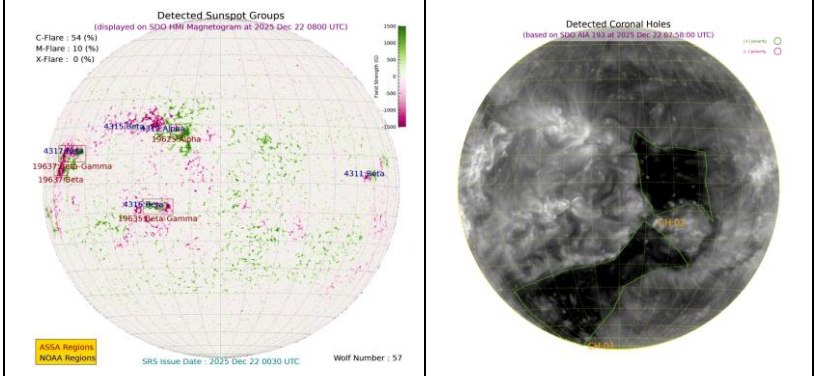 Detected Sunspot Groups
(displayed on SDO HMI Magnetogram at 2025 Dec 22 0800 UTC)
C-Flare : 54 (%)
M-Flare : 10 (%)
X-Flare : 0 (%)
1500
1000
500
0
-500
-1000
-1500
Field Strength (G)
4315:Beta
Alpha
Alpha
4317:Beta
19637:Beta-Gamma
19637:Beta
4311:Beta
4316:Beta
19635:Beta-Gamma
ASSA Regions
NOAA Regions
SRS Issue Date : 2025 Dec 22 0030 UTC
Wolf Number : 57
Detected Coronal Holes
(based on SDO AIA 193 at 2025 Dec 22 07:58:00 UTC)
(+) polarity
(-) polarity
CH 02
CH 01